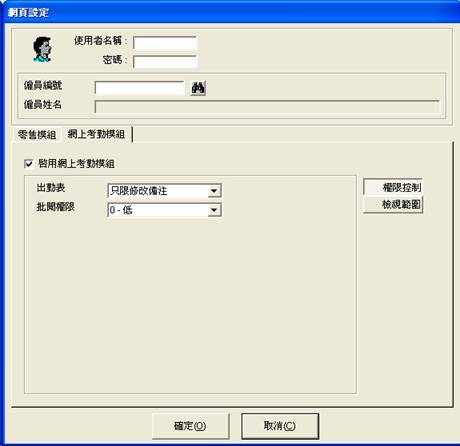 網頁設定
使用者名稱：
密碼：
僱員編號
僱員姓名
零售模組 網上考勤模組
啓用網上考勤模組
出勤表 只限修改備注
批閱權限 0 - 低
權限控制
檢視範圍
確定(O) 取消(C)